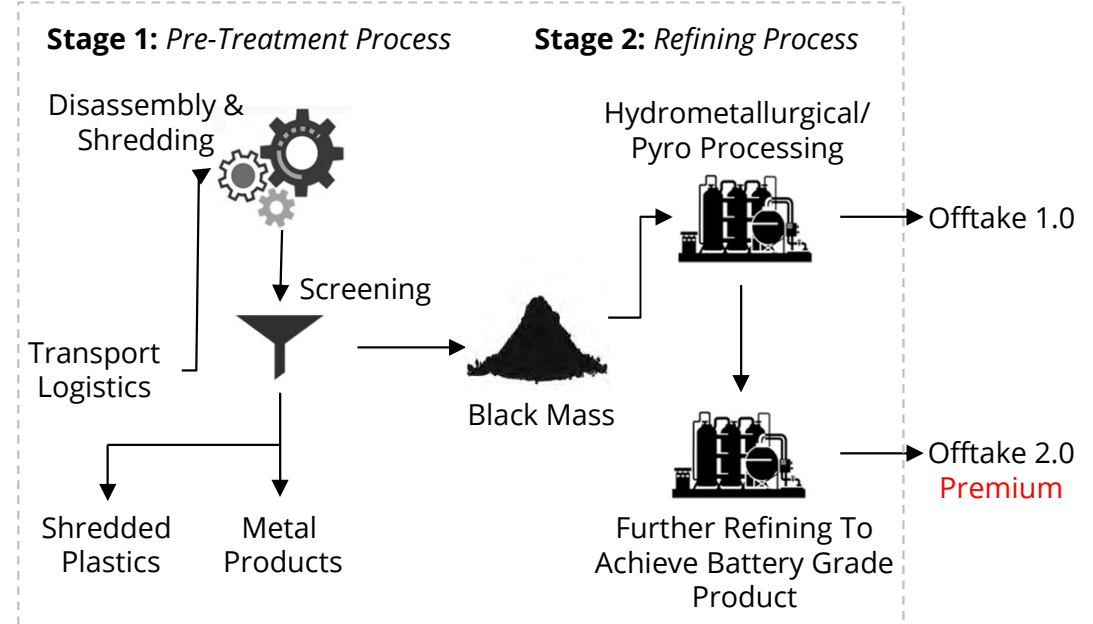 Stage 1: Pre-Treatment Process
Disassembly &
Shredding
Screening
Transport
Logistics
Shredded
Plastics
Metal
Products
Black Mass
Stage 2: Refining Process
Hydrometallurgical/
Pyro Processing
Offtake 1.0
Further Refining To
Achieve Battery Grade
Product
Offtake 2.0
Premium